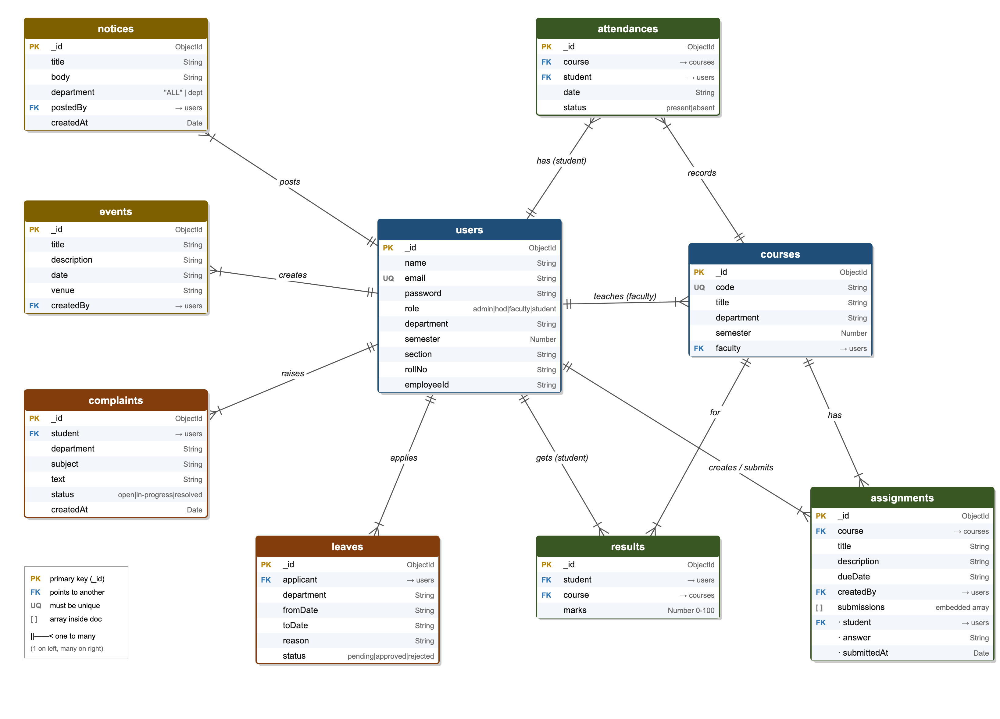 notices
PK _id ObjectId
title String
body String
department "ALL" | dept
FK postedBy → users
createdAt Date
attendances
PK _id ObjectId
FK course → courses
FK student → users
date String
status present|absent
has (student)
records
posts
events
PK _id ObjectId
title String
description String
date String
venue String
FK createdBy → users
creates
users
PK _id ObjectId
name String
UQ email String
password String
role admin|hod|faculty|student
department String
semester Number
section String
rollNo String
employeeId String
teaches (faculty)
courses
PK _id ObjectId
UQ code String
title String
department String
semester Number
FK faculty → users
raises
complaints
PK _id ObjectId
FK student → users
department String
subject String
text String
status open|in-progress|resolved
createdAt Date
applies
gets (student)
for
has
creates / submits
leaves
PK _id ObjectId
FK applicant → users
department String
fromDate String
toDate String
reason String
status pending|approved|rejected
results
PK _id ObjectId
FK student → users
FK course → courses
marks Number 0-100
assignments
PK _id ObjectId
FK course → courses
title String
description String
dueDate String
FK createdBy → users
[ ] submissions embedded array
FK · student → users
· answer String
· submittedAt Date
PK primary key (_id)
FK points to another
UQ must be unique
[ ] array inside doc
||——< one to many
(1 on left, many on right)